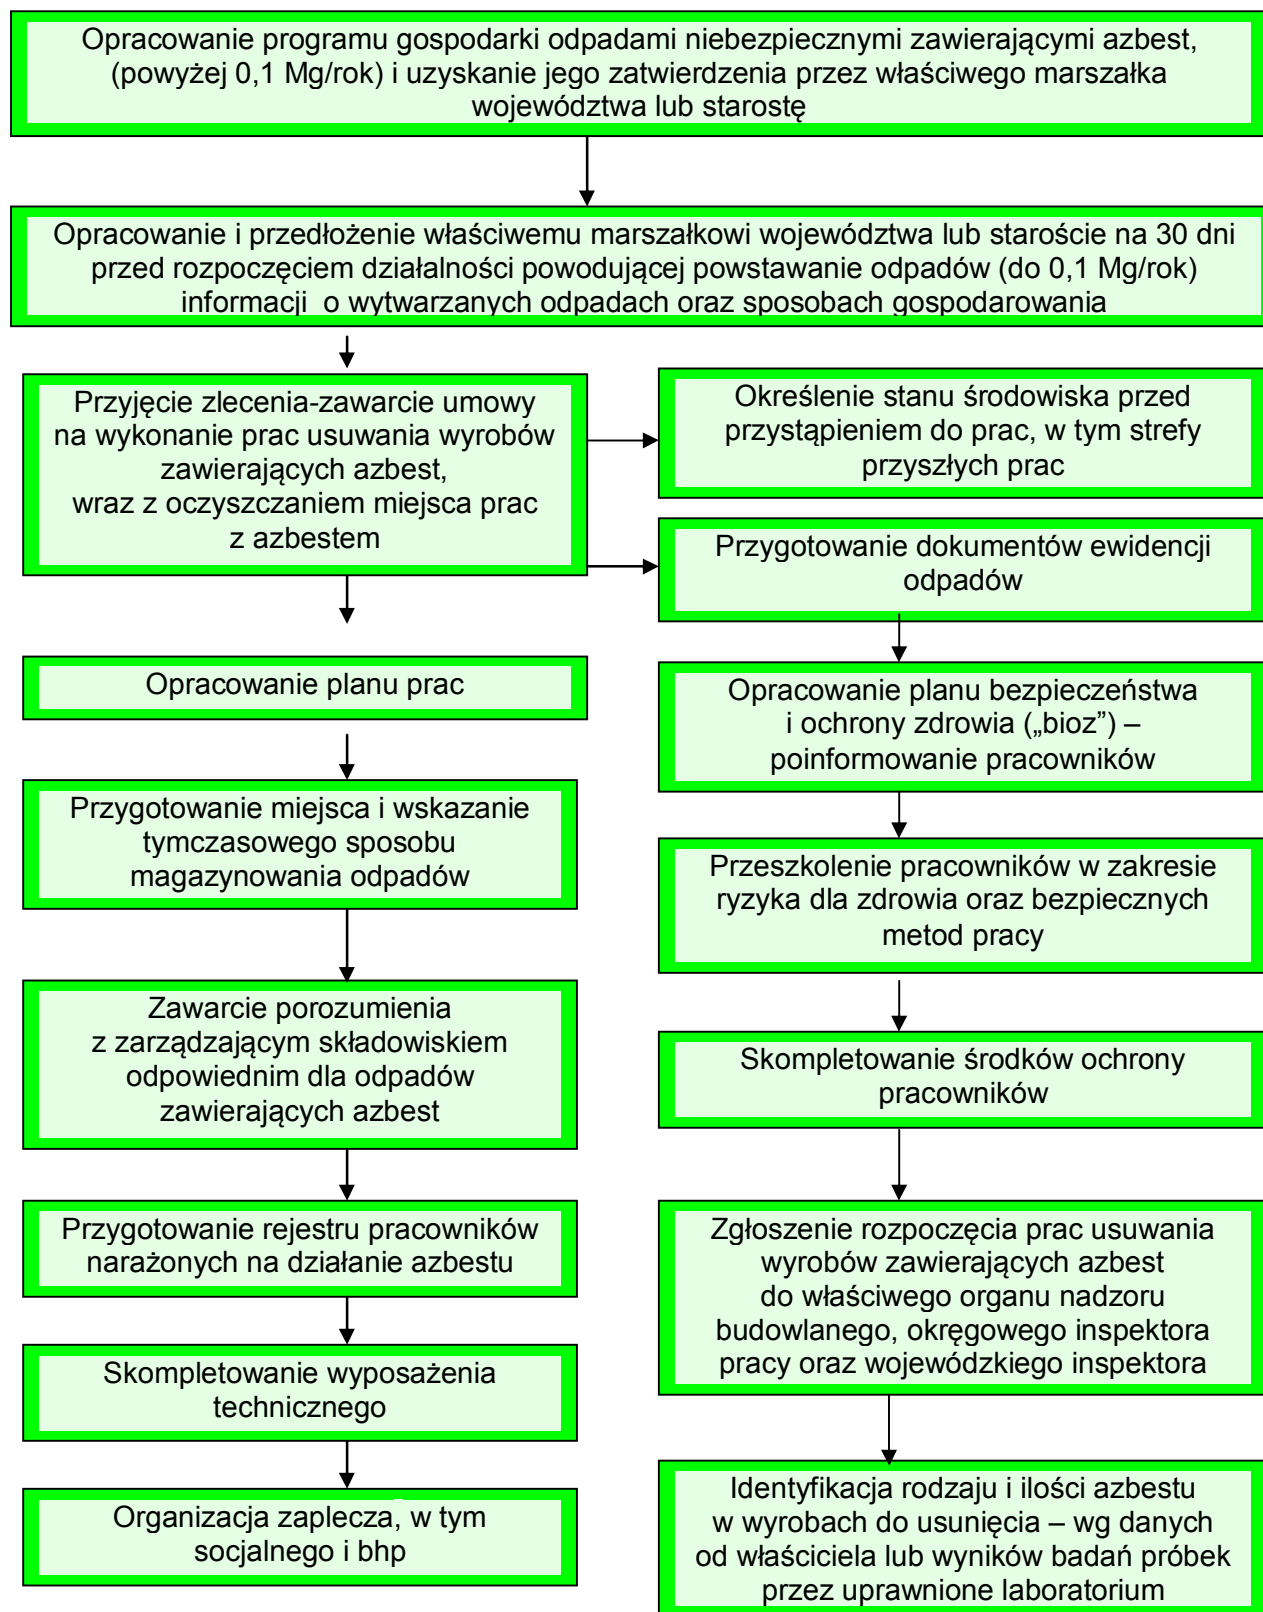 Opracowanie programu gospodarki odpadami niebezpiecznymi zawierającymi azbest,
(powyżej 0,1 Mg/rok) i uzyskanie jego zatwierdzenia przez właściwego marszałka
województwa lub starostę
Opracowanie i przedłożenie właściwemu marszałkowi województwa lub staroście na 30 dni
przed rozpoczęciem działalności powodującej powstawanie odpadów (do 0,1 Mg/rok)
informacji o wytwarzanych odpadach oraz sposobach gospodarowania
Przyjęcie zlecenia-zawarcie umowy
na wykonanie prac usuwania wyrobów
zawierających azbest,
wraz z oczyszczaniem miejsca prac
z azbestem
Opracowanie planu prac
Przygotowanie miejsca i wskazanie
tymczasowego sposobu
magazynowania odpadów
Zawarcie porozumienia
z zarządzającym składowiskiem
odpowiednim dla odpadów
zawierających azbest
Przygotowanie rejestru pracowników
narażonych na działanie azbestu
Skompletowanie wyposażenia
technicznego
Organizacja zaplecza, w tym
socjalnego i bhp
Określenie stanu środowiska przed
przystąpieniem do prac, w tym strefy
przyszłych prac
Przygotowanie dokumentów ewidencji
odpadów
Opracowanie planu bezpieczeństwa
i ochrony zdrowia („bioz”) –
poinformowanie pracowników
Przeszkolenie pracowników w zakresie
ryzyka dla zdrowia oraz bezpiecznych
metod pracy
Skompletowanie środków ochrony
pracowników
Zgłoszenie rozpoczęcia prac usuwania
wyrobów zawierających azbest
do właściwego organu nadzoru
budowlanego, okręgowego inspektora
pracy oraz wojewódzkiego inspektora
Identyfikacja rodzaju i ilości azbestu
w wyrobach do usunięcia – wg danych
od właściciela lub wyników badań próbek
przez uprawnione laboratorium